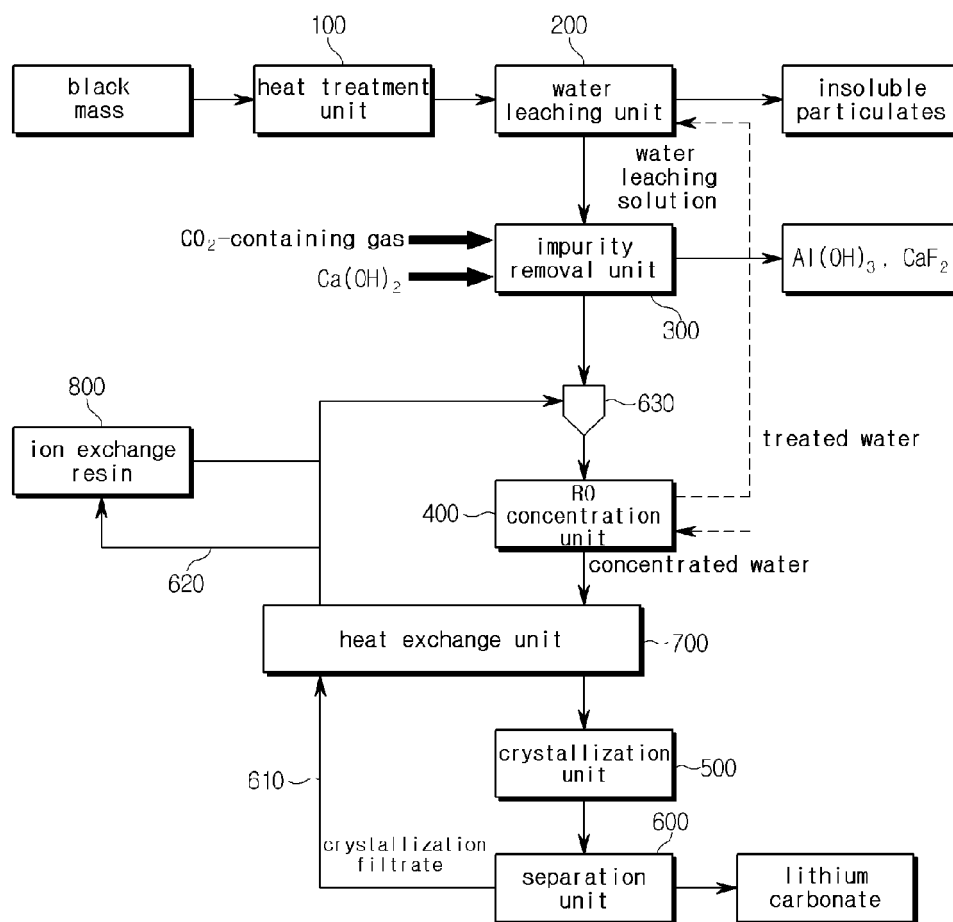 100
200
black
mass
heat treatment
unit
water
leaching unit
insoluble
particulates
water
leaching
solution
CO₂-containing gas
Ca(OH)₂
impurity
removal unit
Al(OH)₃, CaF₂
300
800
630
ion exchange
resin
treated water
400
RO
concentration
unit
620
concentrated water
heat exchange unit
700
crystallization
unit
500
610
600
crystallization
filtrate
separation
unit
lithium
carbonate